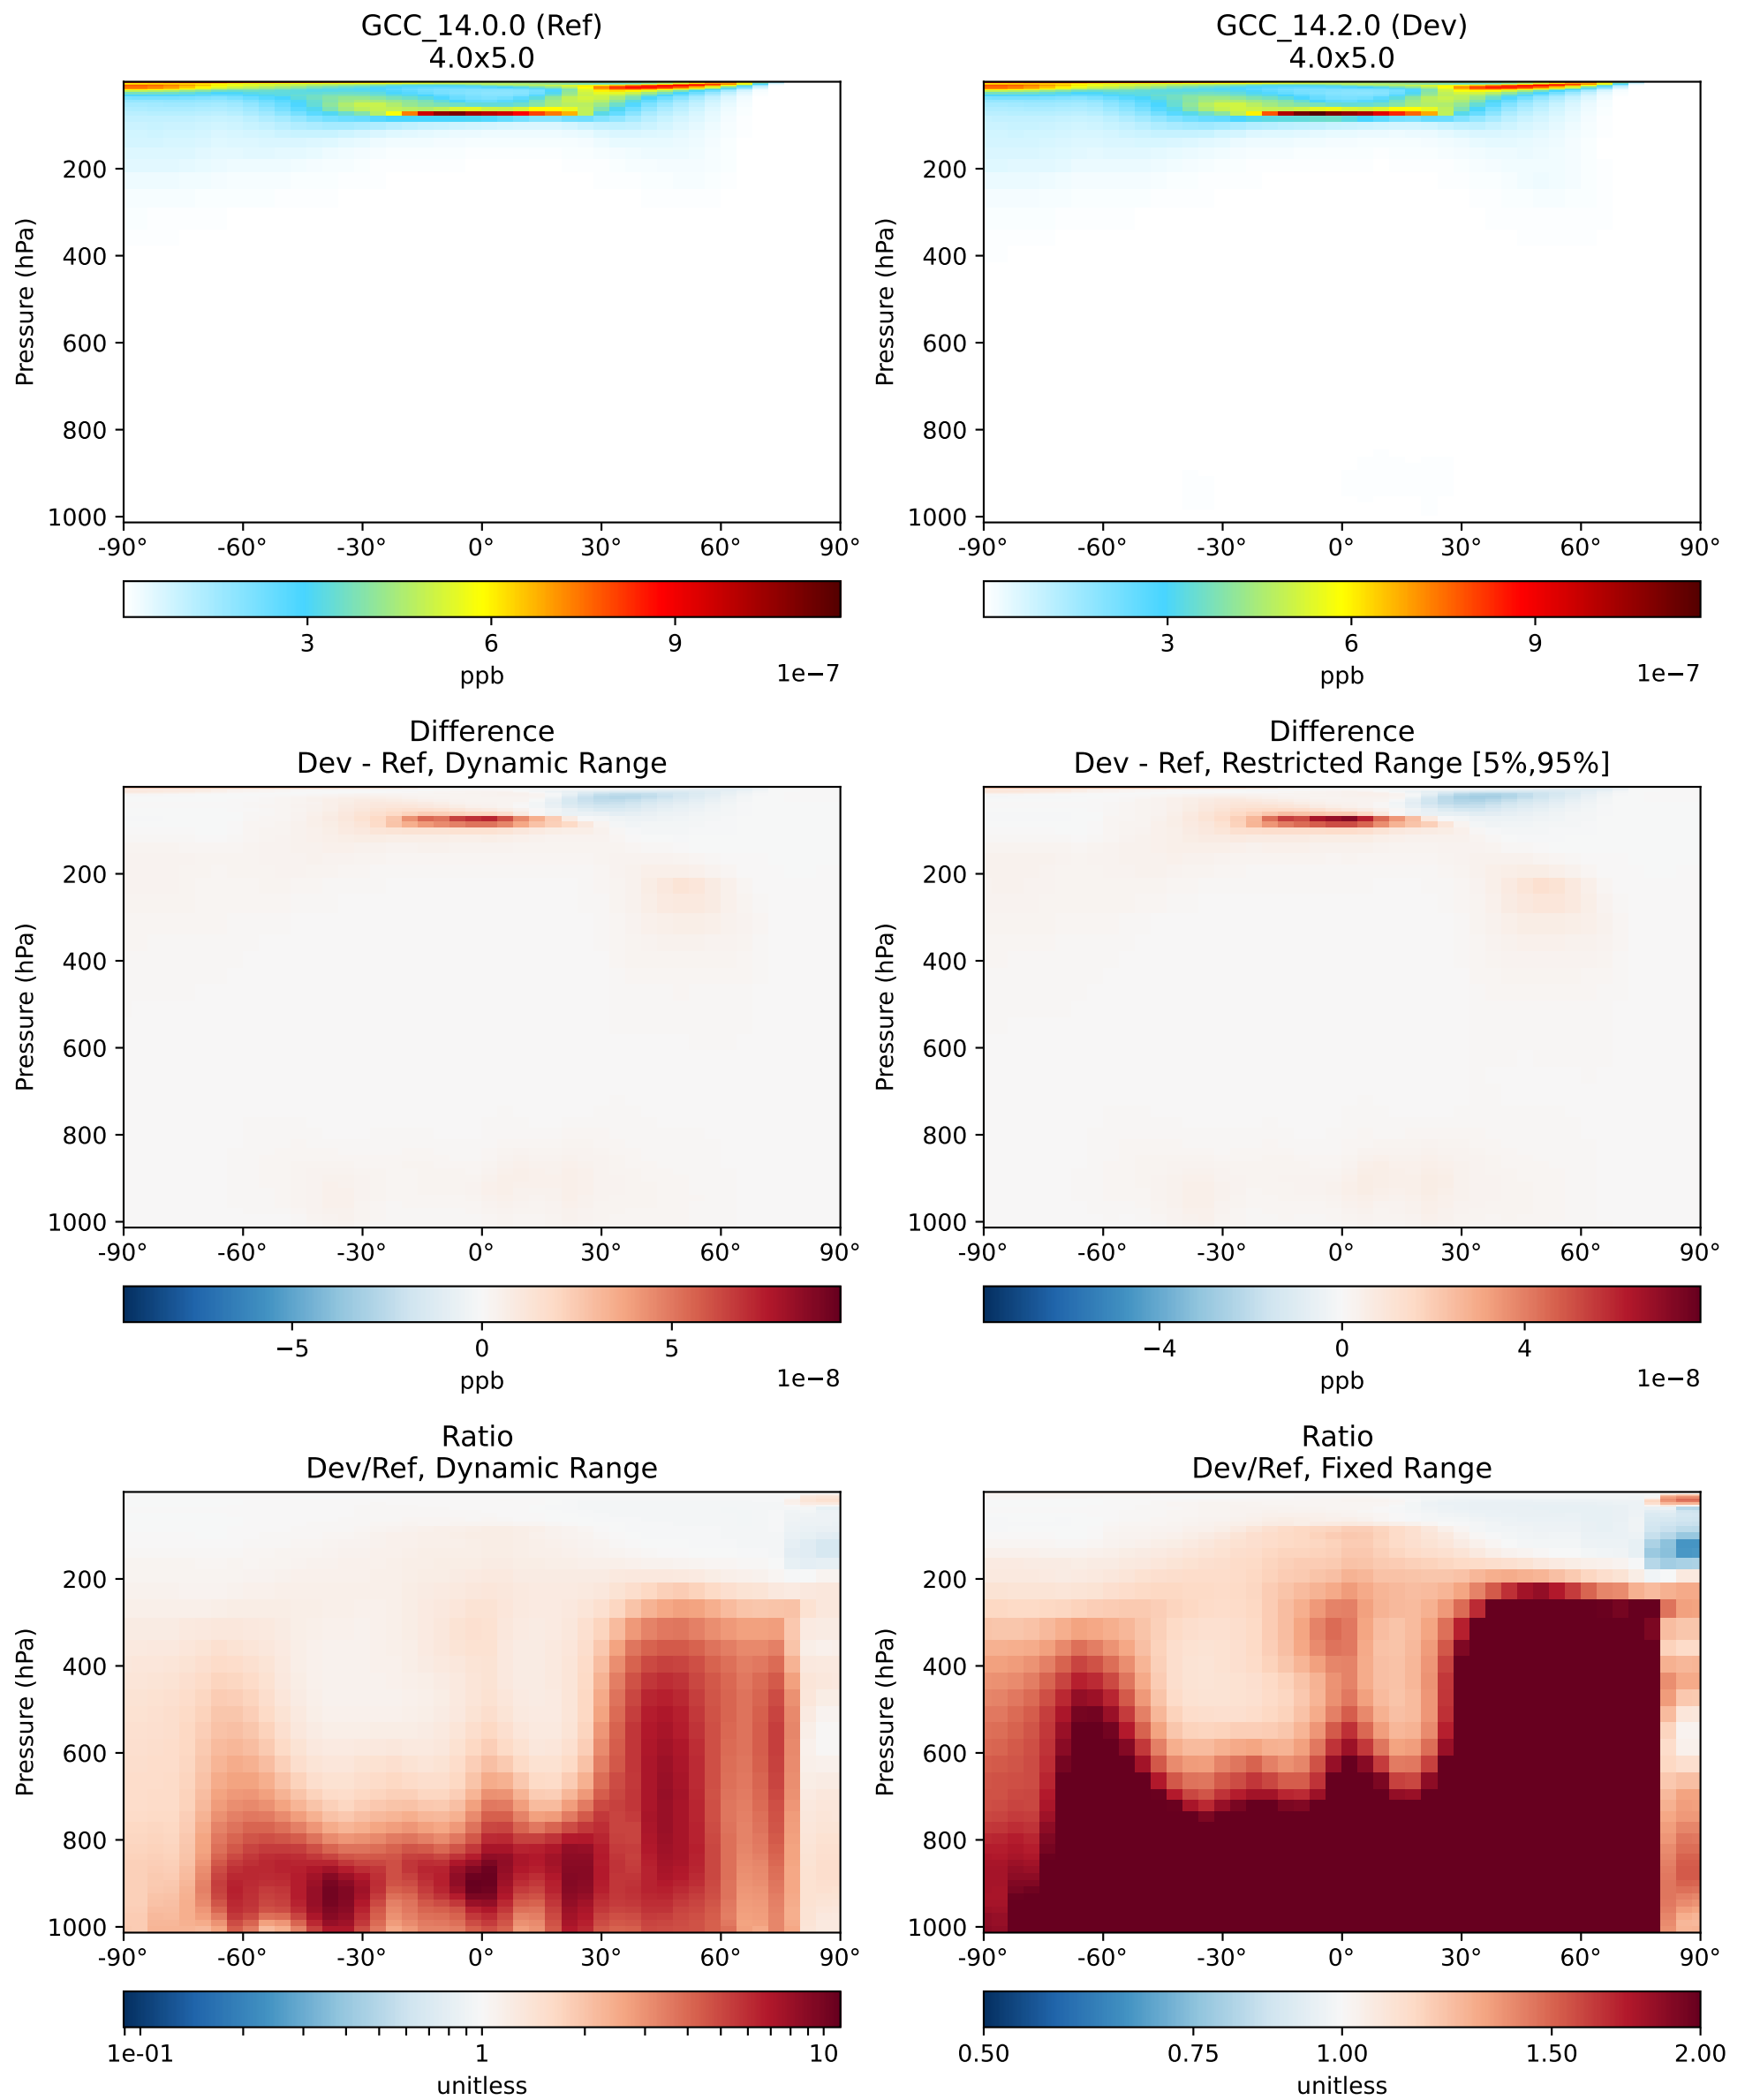 GCC_14.0.0 (Ref)
4.0x5.0
Pressure (hPa)
200
400
600
800
1000
-90° -60° -30° 0° 30° 60° 90°
3 6 9
ppb 1e−7
GCC_14.2.0 (Dev)
4.0x5.0
Pressure (hPa)
200
400
600
800
1000
-90° -60° -30° 0° 30° 60° 90°
3 6 9
ppb 1e−7
Difference
Dev - Ref, Dynamic Range
Pressure (hPa)
200
400
600
800
1000
-90° -60° -30° 0° 30° 60° 90°
−5 0 5
ppb 1e−8
Difference
Dev - Ref, Restricted Range [5%,95%]
Pressure (hPa)
200
400
600
800
1000
-90° -60° -30° 0° 30° 60° 90°
−4 0 4
ppb 1e−8
Ratio
Dev/Ref, Dynamic Range
Pressure (hPa)
200
400
600
800
1000
-90° -60° -30° 0° 30° 60° 90°
1e-01 1 10
unitless
Ratio
Dev/Ref, Fixed Range
Pressure (hPa)
200
400
600
800
1000
-90° -60° -30° 0° 30° 60° 90°
0.50 0.75 1.00 1.50 2.00
unitless